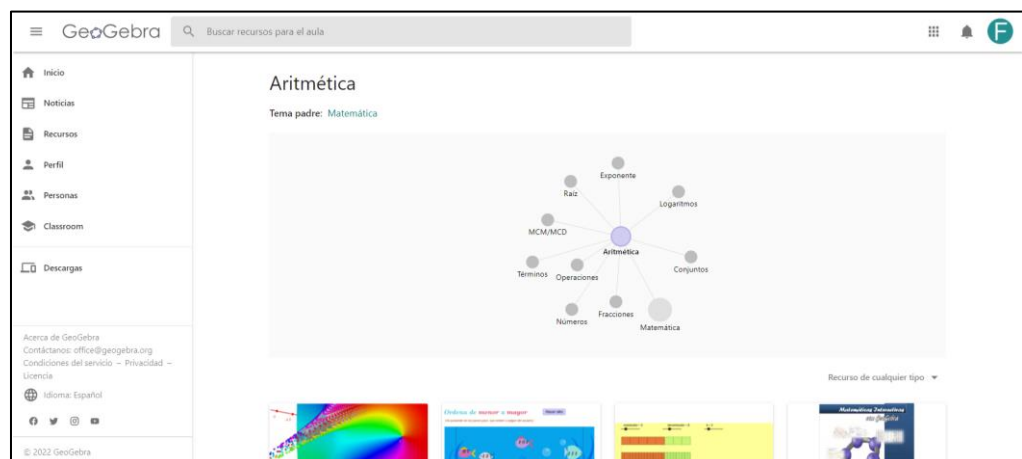 GeoGebra
Buscar recursos para el aula
F
Inicio
Noticias
Recursos
Perfil
Personas
Classroom
Descargas
Acerca de GeoGebra
Contáctanos: office@geogebra.org
Condiciones del servicio – Privacidad –
Licencia
Idioma: Español
© 2022 GeoGebra
Aritmética
Tema padre: Matemática
Exponente
Raíz
Logaritmos
MCM/MCD
Aritmética
Términos
Operaciones
Conjuntos
Números
Fracciones
Matemática
Recurso de cualquier tipo
Ordena de menor a mayor
Matemáticas Interactivas